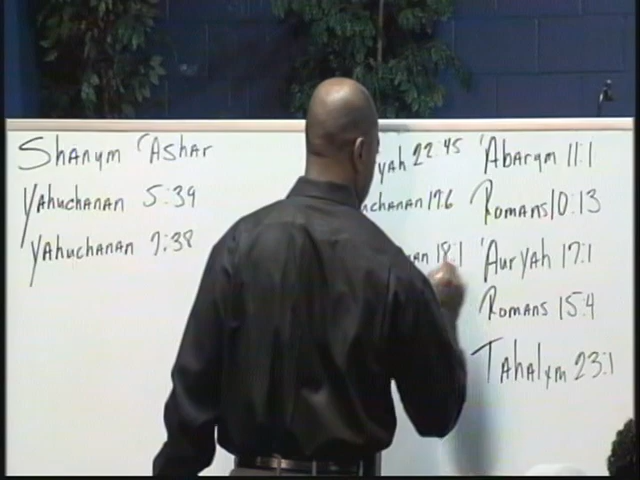 Shanym 'Ashar
Yahuchanan 5:39
Yahuchanan 7:38
yah 22:45
uchanan 17:6
an 18:1
'Abarym 11:1
Romans 10:13
'Auryah 17:1
Romans 15:4
Tahalym 23:1